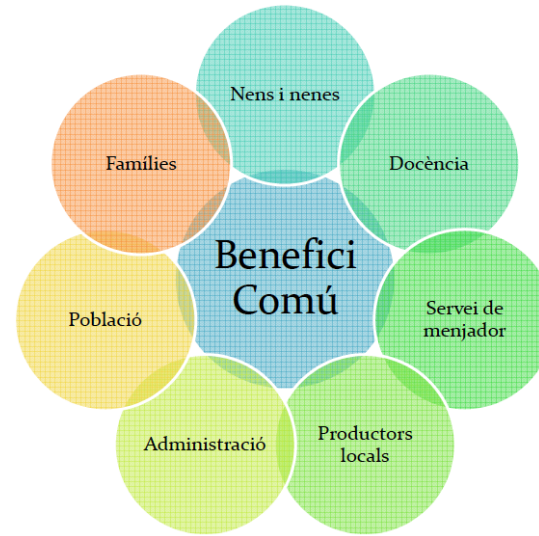 Nens i nenes
Docència
Servei de
menjador
Productors
locals
Administració
Població
Famílies
Benefici
Comú